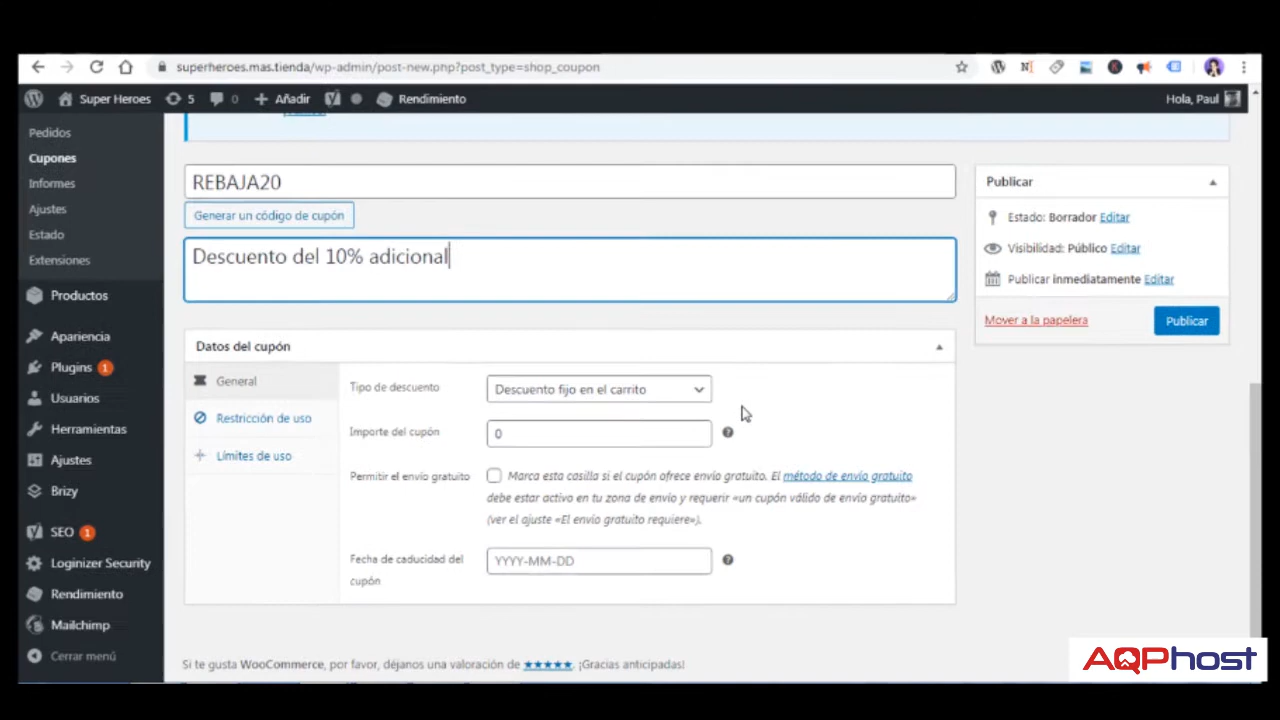 superheroes.mas.tienda/wp-admin/post-new.php?post_type=shop_coupon
Super Heroes 5 0 Añadir Rendimiento Hola, Paul
Pedidos
Cupones
Informes
Ajustes
Estado
Extensiones
Productos
Apariencia
Plugins 1
Usuarios
Herramientas
Ajustes
Brizy
SEO 1
Loginizer Security
Rendimiento
Mailchimp
Cerrar menú
REBAJA20
Generar un código de cupón
Descuento del 10% adicional
Datos del cupón
General
Restricción de uso
Límites de uso
Tipo de descuento Descuento fijo en el carrito
Importe del cupón 0
Permitir el envío gratuito Marca esta casilla si el cupón ofrece envío gratuito. El método de envío gratuito
debe estar activo en tu zona de envío y requerir «un cupón válido de envío gratuito»
(ver el ajuste «El envío gratuito requiere»).
Fecha de caducidad del
cupón
YYYY-MM-DD
Publicar
Estado: Borrador Editar
Visibilidad: Público Editar
Publicar inmediatamente Editar
Mover a la papelera Publicar
Si te gusta WooCommerce, por favor, déjanos una valoración de ★★★★★. ¡Gracias anticipadas!
AQPhost